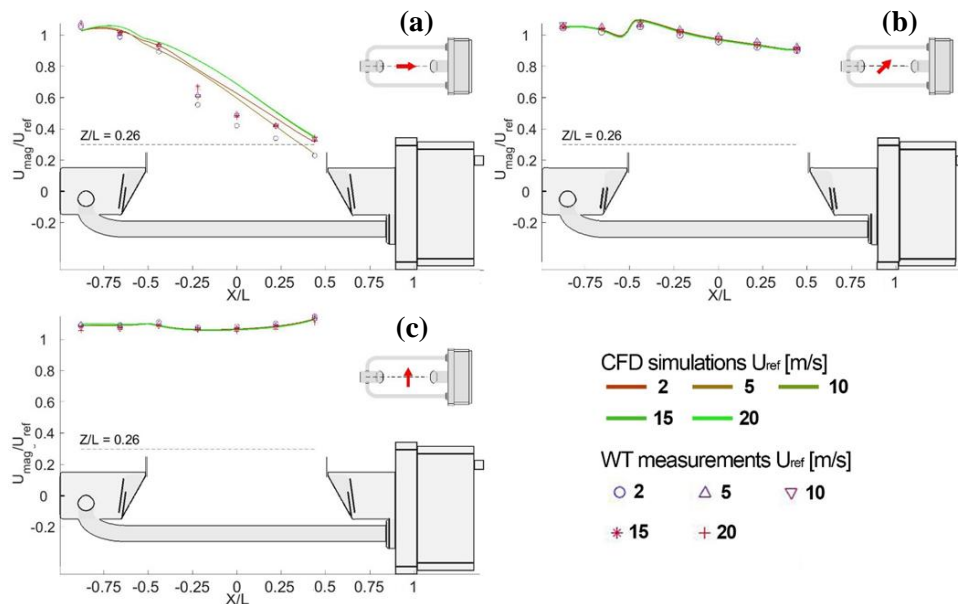 (a)
U_mag/U_ref
1
0.8
0.6
0.4
0.2
0
-0.2
Z/L = 0.26
-0.75 -0.5 -0.25 0 0.25 0.5 0.75 1
X/L
(b)
U_mag/U_ref
1
0.8
0.6
0.4
0.2
0
-0.2
Z/L = 0.26
-0.75 -0.5 -0.25 0 0.25 0.5 0.75 1
X/L
(c)
U_mag/U_ref
1
0.8
0.6
0.4
0.2
0
-0.2
Z/L = 0.26
-0.75 -0.5 -0.25 0 0.25 0.5 0.75 1
X/L
CFD simulations U_ref [m/s]
2 5 10
15 20
WT measurements U_ref [m/s]
2 5 10
15 20